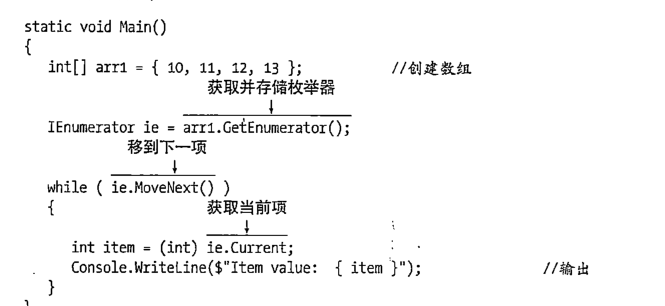 static void Main()
{
int[] arr1 = { 10, 11, 12, 13 }; //创建数组
获取并存储枚举器
IEnumerator ie = arr1.GetEnumerator();
移到下一项
while ( ie.MoveNext() )
{ 获取当前项
int item = (int) ie.Current;
Console.WriteLine($"Item value: { item }"); //输出
}
}